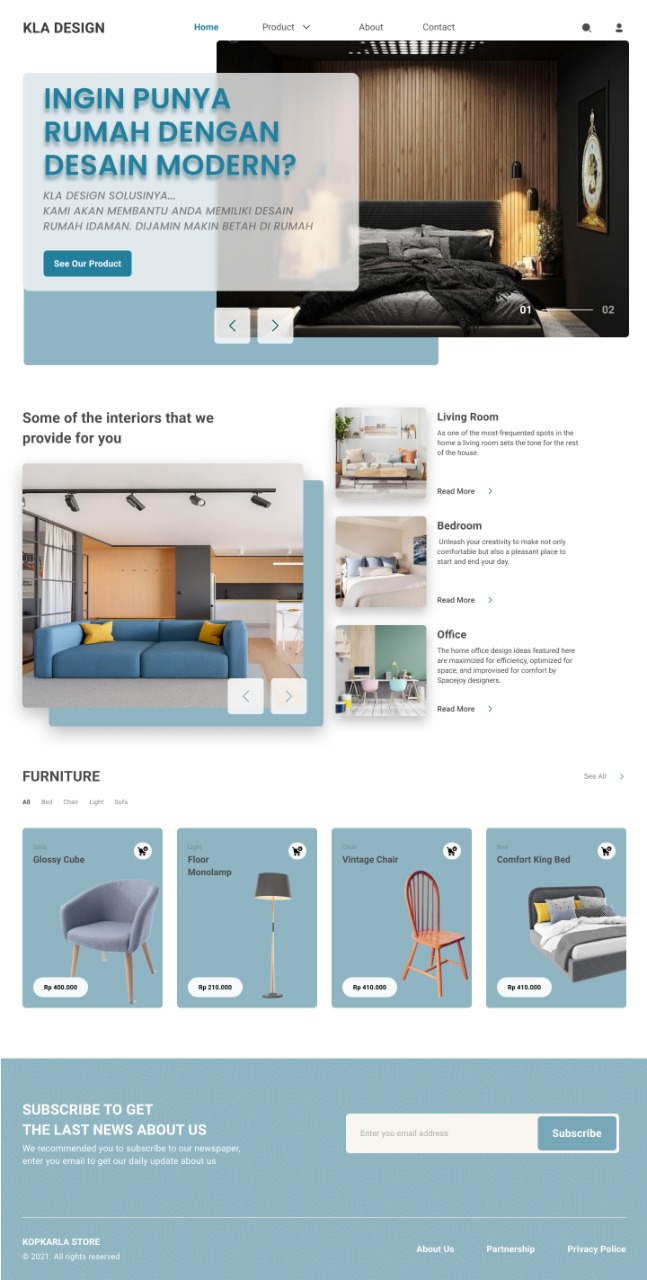 KLA DESIGN
Home
Product
About
Contact
INGIN PUNYA
RUMAH DENGAN
DESAIN MODERN?
KLA DESIGN SOLUSINYA...
KAMI AKAN MEMBANTU ANDA MEMILIKI DESAIN
RUMAH IDAMAN. DIJAMIN MAKIN BETAH DI RUMAH
See Our Product
01
02
Some of the interiors that we
provide for you
Living Room
As one of the most-frequented spots in the
home a living room sets the tone for the rest
of the house.
Read More
Bedroom
Unleash your creativity to make not only
comfortable but also a pleasant place to
start and end your day.
Read More
Office
The home office design ideas featured here
are maximized for efficiency, optimized for
space, and improvised for comfort by
Spacejoy designers.
Read More
FURNITURE
See All
All
Bed
Chair
Light
Sofa
Sofa
Glossy Cube
Rp 400.000
Light
Floor
Monolamp
Rp 210.000
Chair
Vintage Chair
Rp 410.000
Bed
Comfort King Bed
Rp 410.000
SUBSCRIBE TO GET
THE LAST NEWS ABOUT US
We recommended you to subscribe to our newspaper,
enter you email to get our daily update about us
Enter you email address
Subscribe
KOPKARLA STORE
© 2021. All rights reserved
About Us
Partnership
Privacy Police